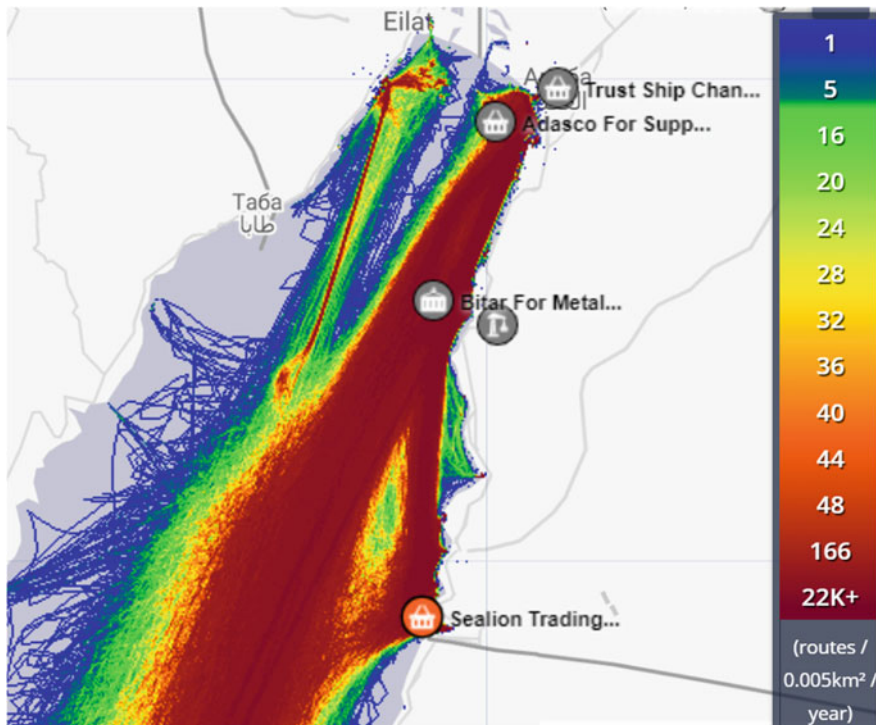 Eilat
Trust Ship Chan...
Adasco For Supp...
Таба
طابا
Bitar For Metal...
Sealion Trading...
1
5
16
20
24
28
32
36
40
44
48
166
22K+
(routes /
0.005km² /
year)